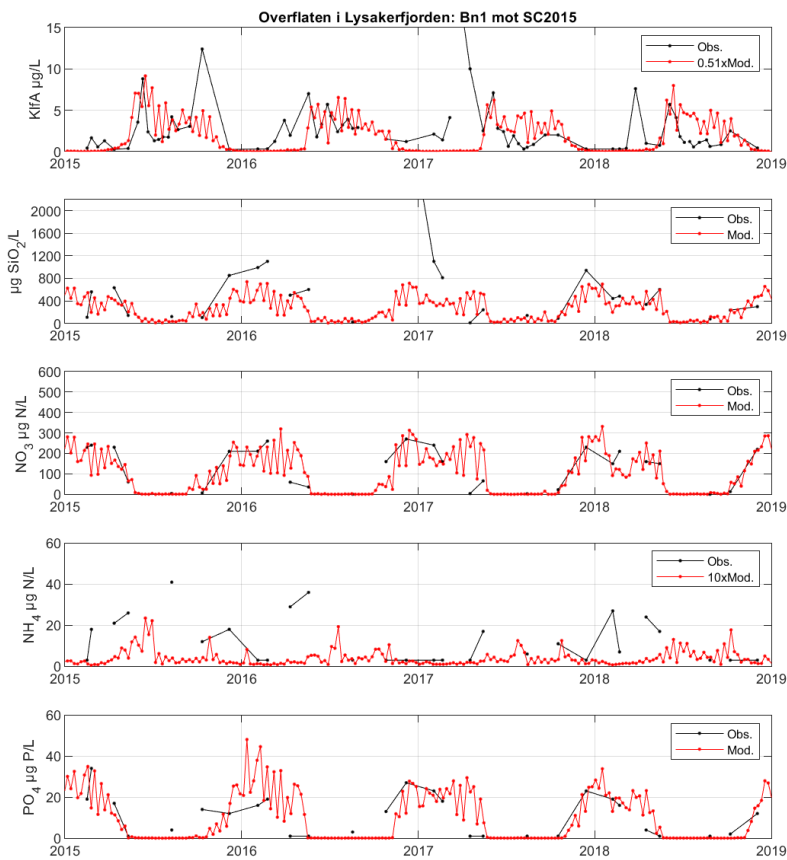 Overflaten i Lysakerfjorden: Bn1 mot SC2015
KlfA µg/L
15
10
5
0
Obs.
0.51xMod.
2015 2016 2017 2018 2019
µg SiO2/L
2000
1600
1200
800
400
0
Obs.
Mod.
2015 2016 2017 2018 2019
NO3 µg N/L
600
500
400
300
200
100
0
Obs.
Mod.
2015 2016 2017 2018 2019
NH4 µg N/L
60
40
20
0
Obs.
10xMod.
2015 2016 2017 2018 2019
PO4 µg P/L
60
40
20
0
Obs.
Mod.
2015 2016 2017 2018 2019